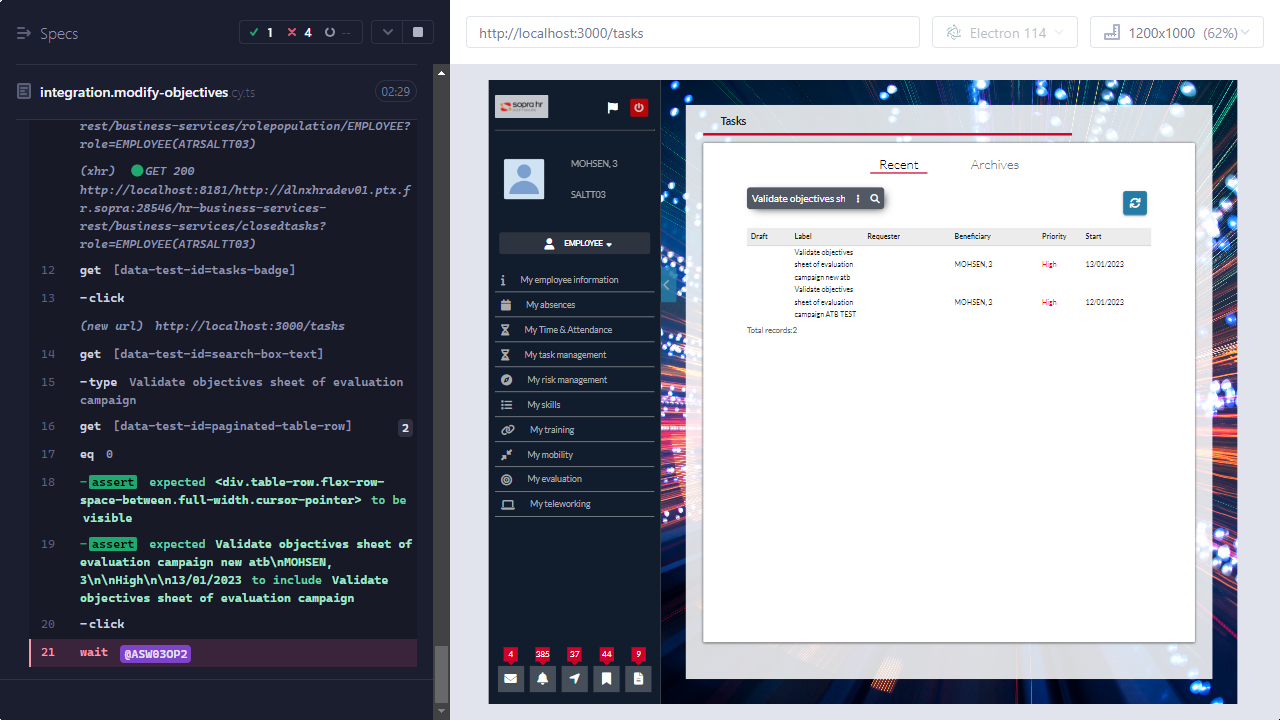 Specs
1
4
--
integration.modify-objectives.cy.ts
02:29
rest/business-services/rolepopulation/EMPLOYEE?
role=EMPLOYEE(ATRSALTT03)
(xhr) GET 200
http://localhost:8181/http://dlnxhradev01.ptx.f
r.sopra:28546/hr-business-services-
rest/business-services/closedtasks?
role=EMPLOYEE(ATRSALTT03)
12 get [data-test-id=tasks-badge]
13 -click
(new url) http://localhost:3000/tasks
14 get [data-test-id=search-box-text]
15 -type Validate objectives sheet of evaluation
campaign
16 get [data-test-id=paginated-table-row] 2
17 eq 0
18 -assert expected <div.table-row.flex-row-
space-between.full-width.cursor-pointer> to be
visible
19 -assert expected Validate objectives sheet of
evaluation campaign new atb\nMOHSEN,
3\n\nHigh\n\n13/01/2023 to include Validate
objectives sheet of evaluation campaign
20 -click
21 wait @ASW03OP2
http://localhost:3000/tasks
Electron 114
1200x1000 (62%)
sopra hr
MOHSEN, 3
SALTT03
EMPLOYEE
My employee information
My absences
My Time & Attendance
My task management
My risk management
My skills
My training
My mobility
My evaluation
My teleworking
4
385
37
44
9
Tasks
Recent
Archives
Validate objectives sh
Draft Label Requester Beneficiary Priority Start
Validate objectives
sheet of evaluation
campaign new atb
MOHSEN, 3 High 13/01/2023
Validate objectives
sheet of evaluation
campaign ATB TEST
MOHSEN, 3 High 12/01/2023
Total records:2